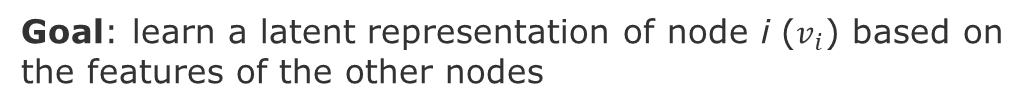 Goal: learn a latent representation of node i (vᵢ) based on
the features of the other nodes